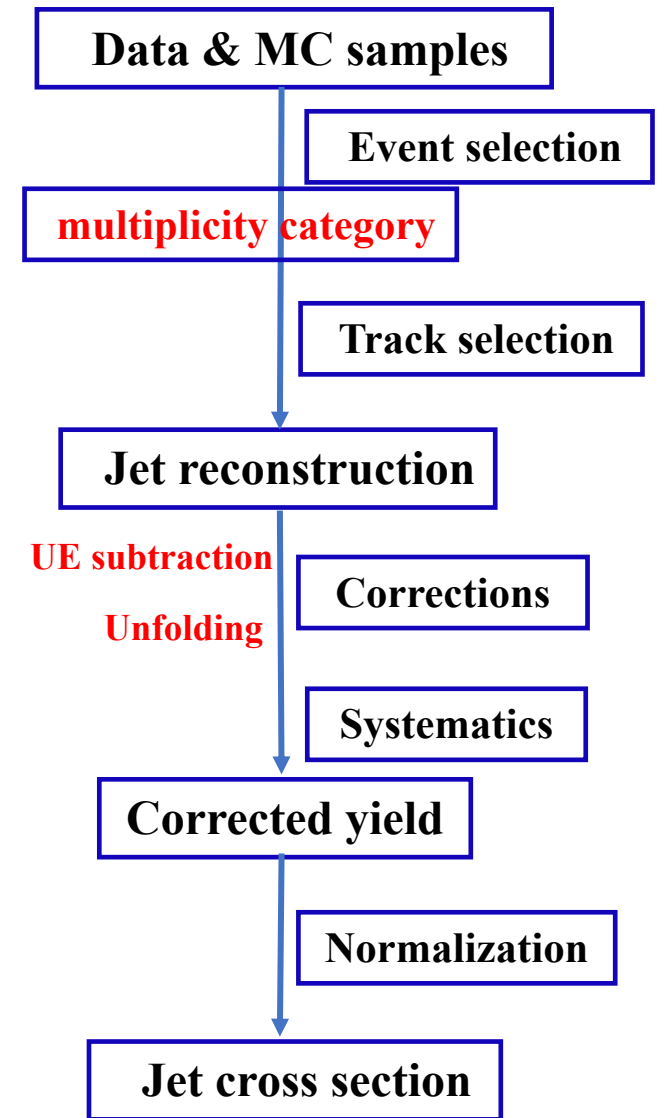 Data & MC samples
Event selection
multiplicity category
Track selection
Jet reconstruction
UE subtraction
Corrections
Unfolding
Systematics
Corrected yield
Normalization
Jet cross section